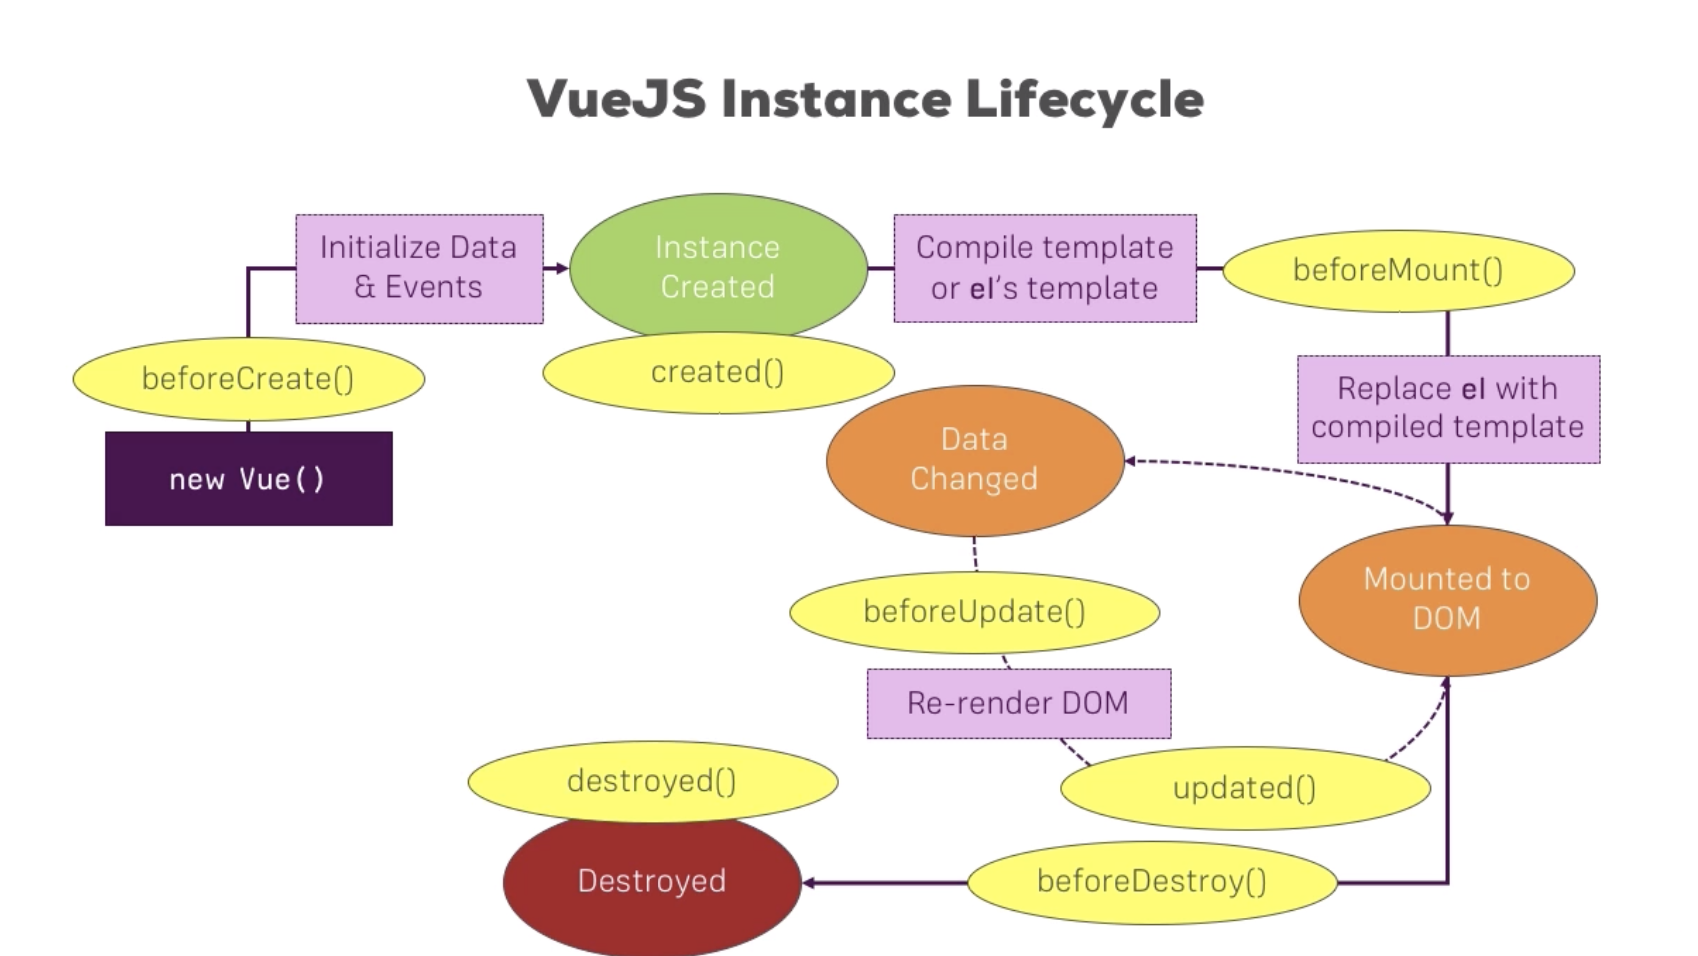 VueJS Instance Lifecycle
Initialize Data
& Events
Instance
Created
Compile template
or el’s template
beforeMount()
beforeCreate()
created()
new Vue()
Replace el with
compiled template
Data
Changed
Mounted to
DOM
beforeUpdate()
Re-render DOM
updated()
destroyed()
Destroyed
beforeDestroy()